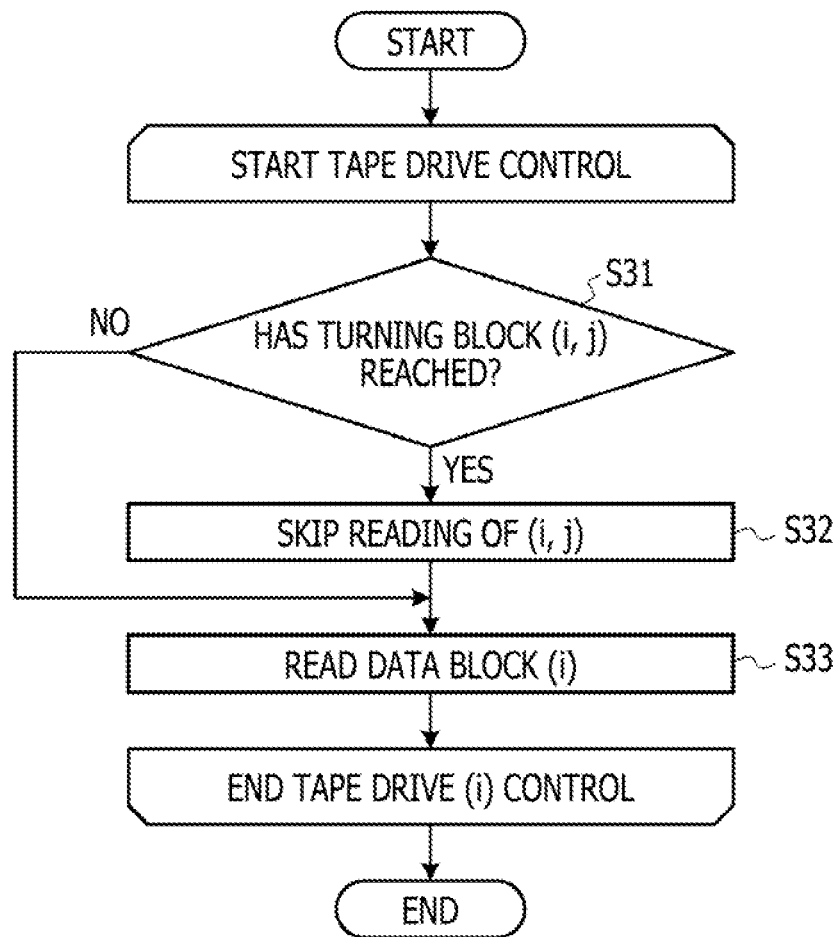 START
START TAPE DRIVE CONTROL
S31
NO
HAS TURNING BLOCK (i, j)
REACHED?
YES
SKIP READING OF (i, j)
S32
READ DATA BLOCK (i)
S33
END TAPE DRIVE (i) CONTROL
END